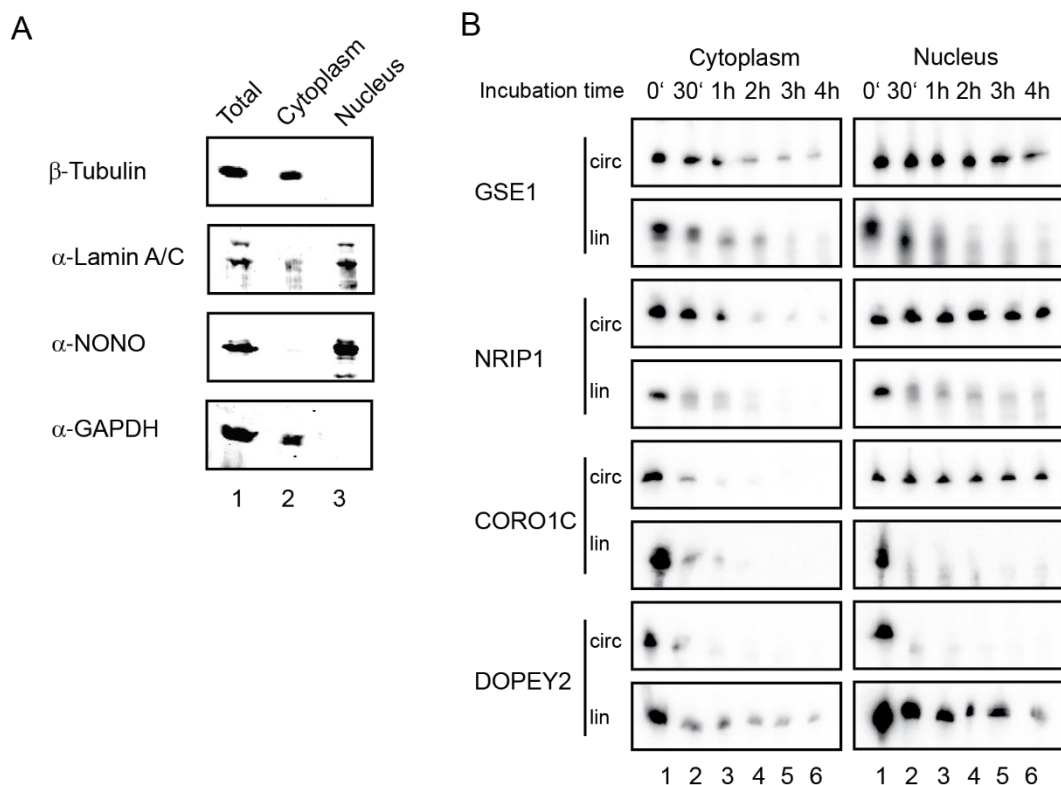 A
Total Cytoplasm Nucleus
β-Tubulin
α-Lamin A/C
α-NONO
α-GAPDH
1 2 3
B
Cytoplasm Nucleus
Incubation time 0‘ 30‘ 1h 2h 3h 4h 0‘ 30‘ 1h 2h 3h 4h
circ
GSE1
lin
circ
NRIP1
lin
circ
CORO1C
lin
circ
DOPEY2
lin
1 2 3 4 5 6 1 2 3 4 5 6